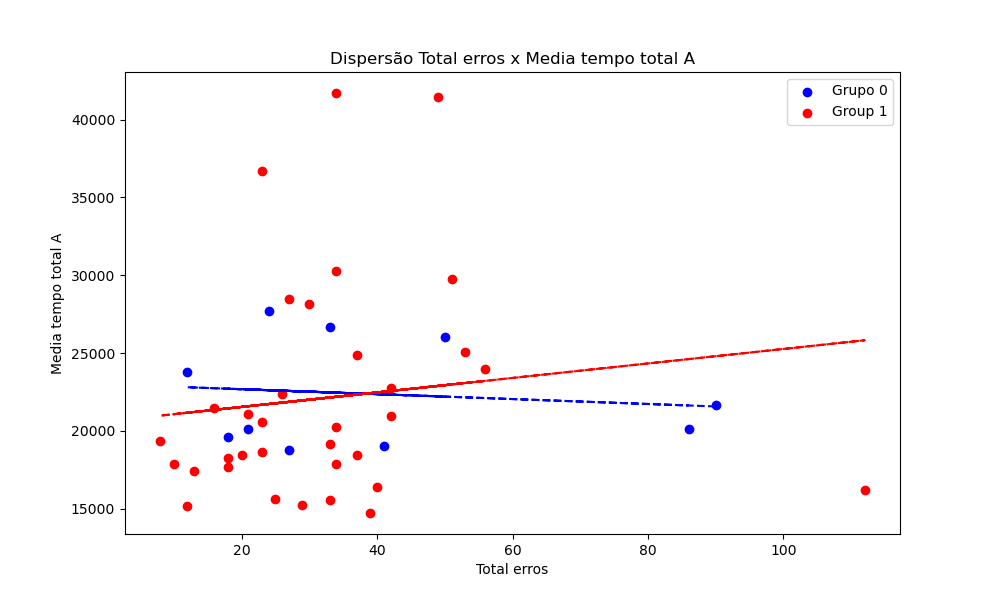 Dispersão Total erros x Media tempo total A
Grupo 0
Group 1
Media tempo total A
40000
35000
30000
25000
20000
15000
20 40 60 80 100
Total erros